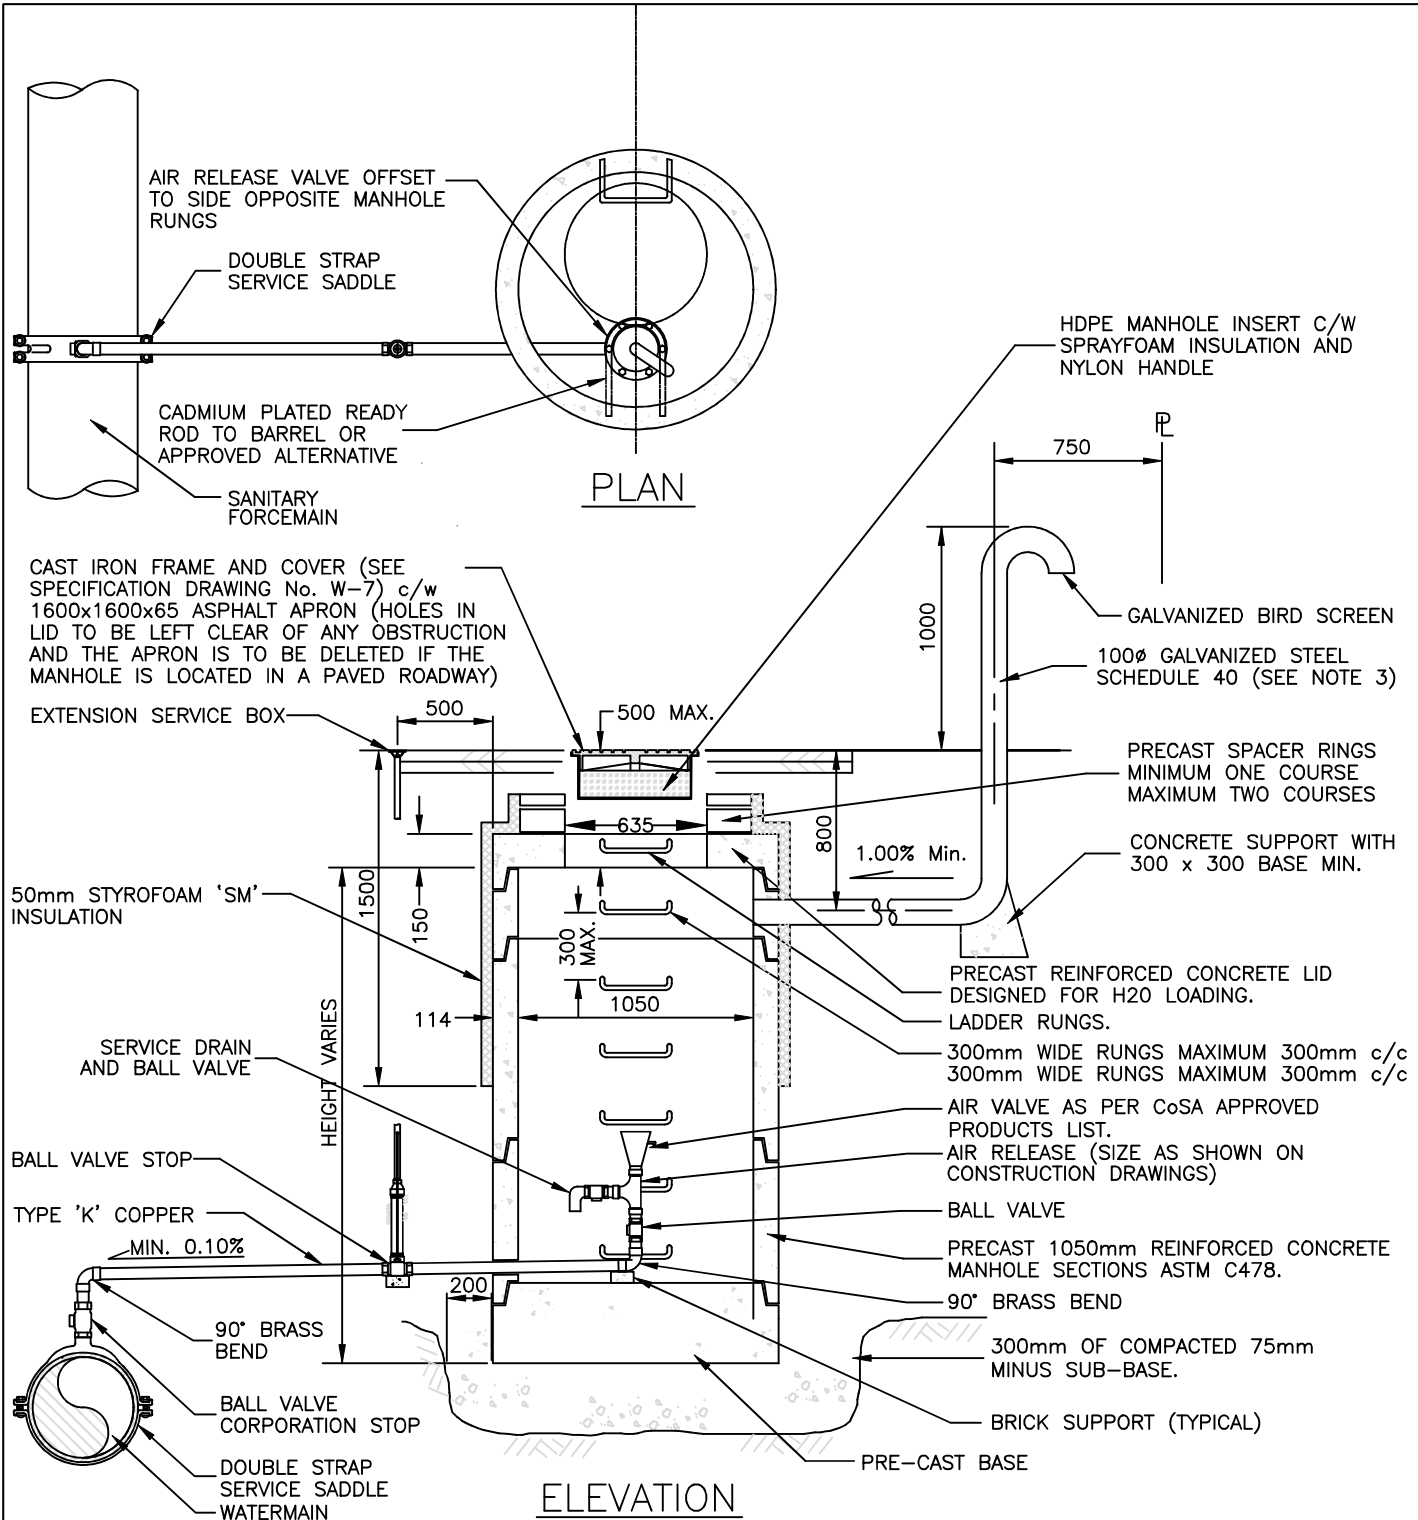 AIR RELEASE VALVE OFFSET
TO SIDE OPPOSITE MANHOLE
RUNGS
DOUBLE STRAP
SERVICE SADDLE
HDPE MANHOLE INSERT C/W
SPRAYFOAM INSULATION AND
NYLON HANDLE
CADMIUM PLATED READY
ROD TO BARREL OR
APPROVED ALTERNATIVE
PL
750
PLAN
SANITARY
FORCEMAIN
CAST IRON FRAME AND COVER (SEE
SPECIFICATION DRAWING No. W-7) c/w
1600x1600x65 ASPHALT APRON (HOLES IN
LID TO BE LEFT CLEAR OF ANY OBSTRUCTION
AND THE APRON IS TO BE DELETED IF THE
MANHOLE IS LOCATED IN A PAVED ROADWAY)
1000
GALVANIZED BIRD SCREEN
100ø GALVANIZED STEEL
SCHEDULE 40 (SEE NOTE 3)
EXTENSION SERVICE BOX
500
500 MAX.
PRECAST SPACER RINGS
MINIMUM ONE COURSE
MAXIMUM TWO COURSES
635
800
1.00% Min.
CONCRETE SUPPORT WITH
300 x 300 BASE MIN.
50mm STYROFOAM 'SM'
INSULATION
1500
150
300
MAX.
PRECAST REINFORCED CONCRETE LID
DESIGNED FOR H20 LOADING.
114
1050
LADDER RUNGS.
HEIGHT VARIES
SERVICE DRAIN
AND BALL VALVE
300mm WIDE RUNGS MAXIMUM 300mm c/c
300mm WIDE RUNGS MAXIMUM 300mm c/c
AIR VALVE AS PER CoSA APPROVED
PRODUCTS LIST.
BALL VALVE STOP
AIR RELEASE (SIZE AS SHOWN ON
CONSTRUCTION DRAWINGS)
TYPE 'K' COPPER
BALL VALVE
MIN. 0.10%
PRECAST 1050mm REINFORCED CONCRETE
MANHOLE SECTIONS ASTM C478.
200
90° BRASS BEND
90° BRASS
BEND
300mm OF COMPACTED 75mm
MINUS SUB-BASE.
BALL VALVE
CORPORATION STOP
BRICK SUPPORT (TYPICAL)
DOUBLE STRAP
SERVICE SADDLE
PRE-CAST BASE
WATERMAIN
ELEVATION